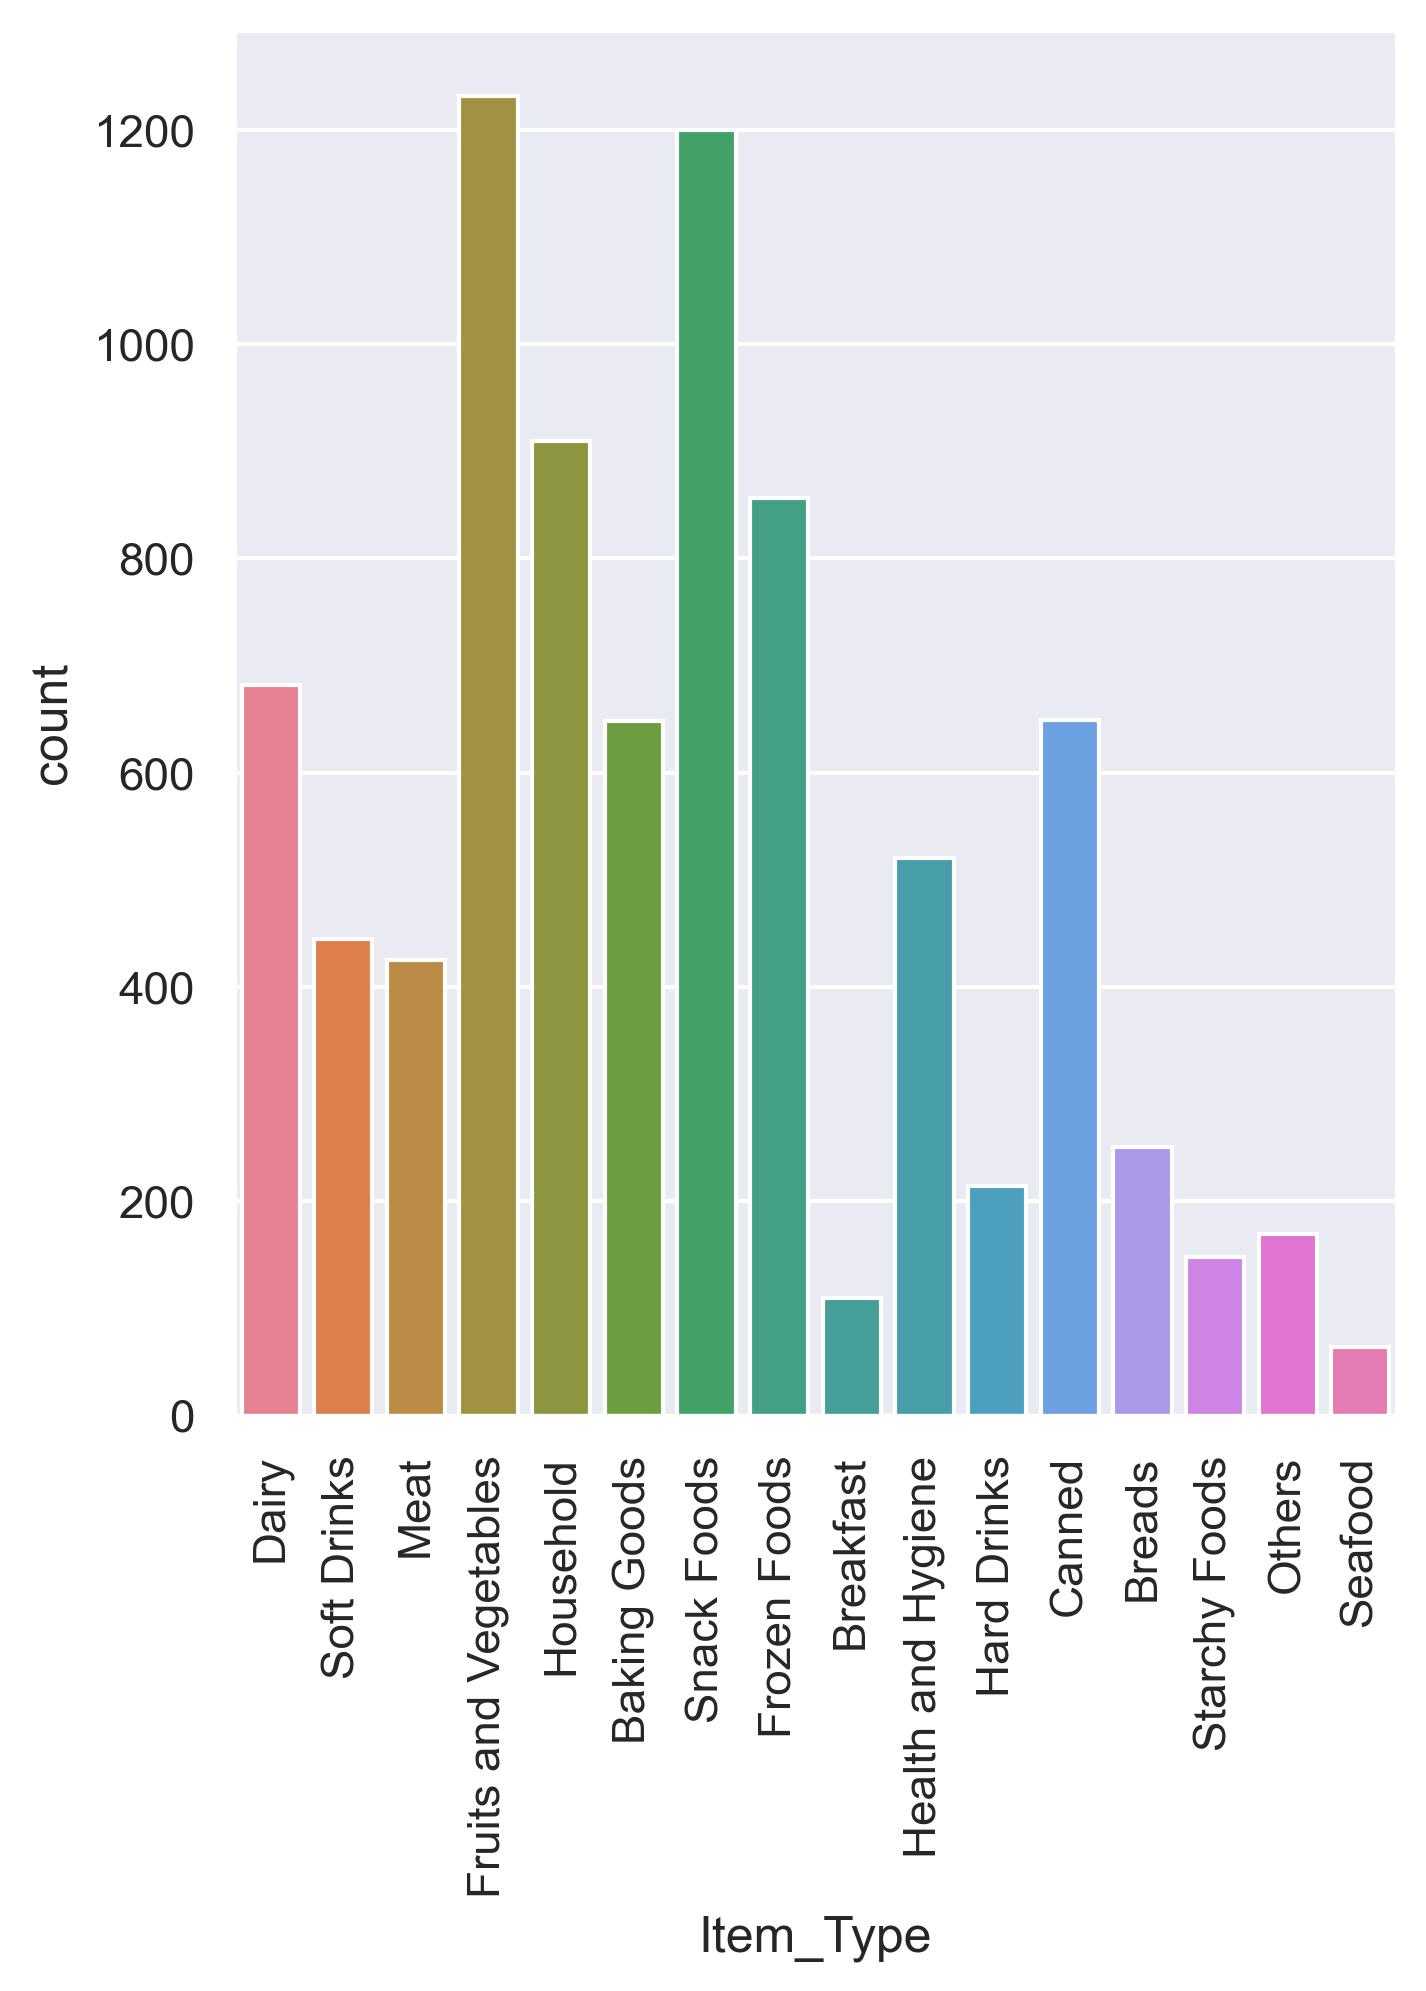 1200
1000
800
600
400
200
0
count
Dairy
Soft Drinks
Meat
Fruits and Vegetables
Household
Baking Goods
Snack Foods
Frozen Foods
Breakfast
Health and Hygiene
Hard Drinks
Canned
Breads
Starchy Foods
Others
Seafood
Item_Type